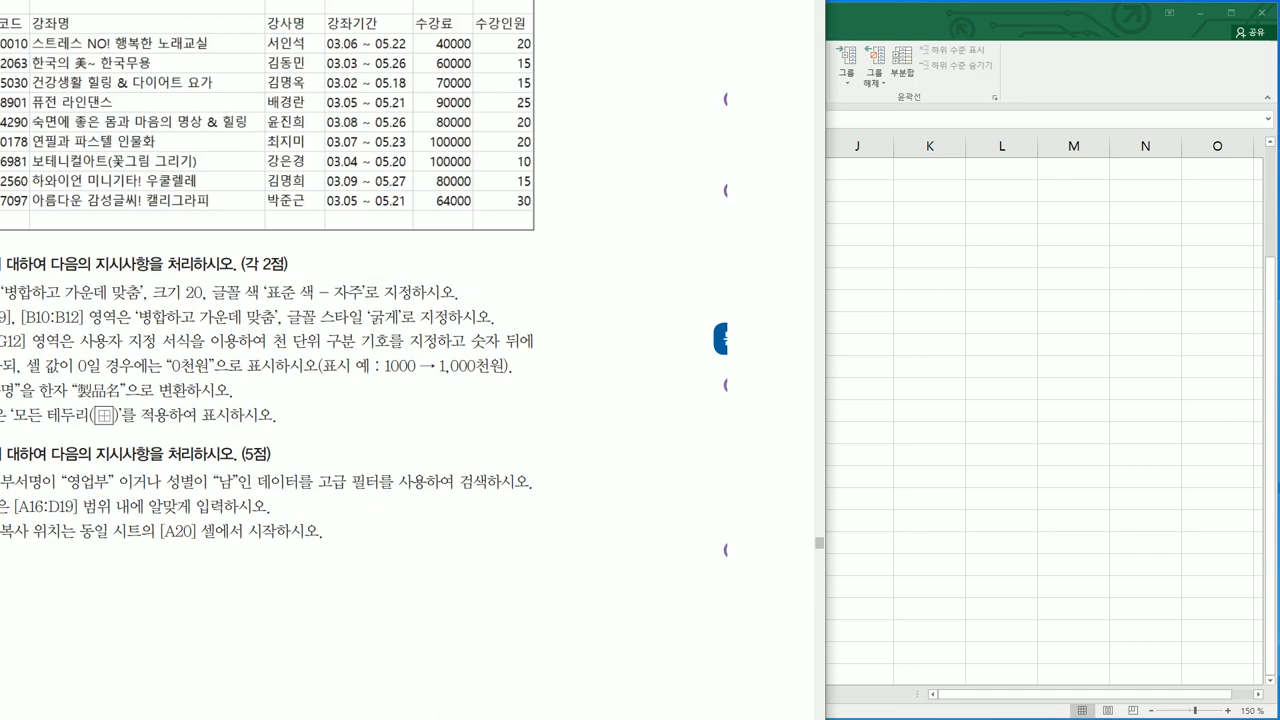 코드 강좌명 강사명 강좌기간 수강료 수강인원
0010 스트레스 NO! 행복한 노래교실 서인석 03.06 ~ 05.22 40000 20
2063 한국의 美~ 한국무용 김동민 03.03 ~ 05.26 60000 15
5030 건강생활 힐링 & 다이어트 요가 김명옥 03.02 ~ 05.18 70000 15
8901 퓨전 라인댄스 배경란 03.05 ~ 05.21 90000 25
4290 숙면에 좋은 몸과 마음의 명상 & 힐링 윤진희 03.08 ~ 05.26 80000 20
0178 연필과 파스텔 인물화 최지미 03.07 ~ 05.23 100000 20
6981 보테니컬아트(꽃그림 그리기) 강은경 03.04 ~ 05.20 100000 10
2560 하와이언 미니기타! 우쿨렐레 김명희 03.09 ~ 05.27 80000 15
7097 아름다운 감성글씨! 캘리그라피 박준근 03.05 ~ 05.21 64000 30
대하여 다음의 지시사항을 처리하시오. (각 2점)
'병합하고 가운데 맞춤', 크기 20, 글꼴 색 '표준 색 – 자주'로 지정하시오.
9], [B10:B12] 영역은 '병합하고 가운데 맞춤', 글꼴 스타일 '굵게'로 지정하시오.
G12] 영역은 사용자 지정 서식을 이용하여 천 단위 구분 기호를 지정하고 숫자 뒤에
되, 셀 값이 0일 경우에는 "0천원"으로 표시하시오(표시 예 : 1000 → 1,000천원).
명"을 한자 "製品名"으로 변환하시오.
은 '모든 테두리(田)'를 적용하여 표시하시오.
대하여 다음의 지시사항을 처리하시오. (5점)
부서명이 "영업부" 이거나 성별이 "남"인 데이터를 고급 필터를 사용하여 검색하시오.
은 [A16:D19] 범위 내에 알맞게 입력하시오.
복사 위치는 동일 시트의 [A20] 셀에서 시작하시오.
공유
그룹 그룹 해제 부분합 하위 수준 표시
하위 수준 숨기기
윤곽선
J K L M N O
150 %